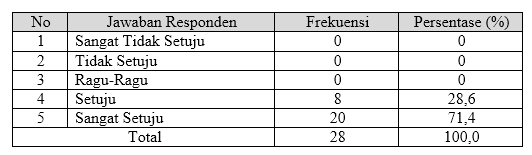 No Jawaban Responden Frekuensi Persentase (%)
1 Sangat Tidak Setuju 0 0
2 Tidak Setuju 0 0
3 Ragu-Ragu 0 0
4 Setuju 8 28,6
5 Sangat Setuju 20 71,4
Total 28 100,0